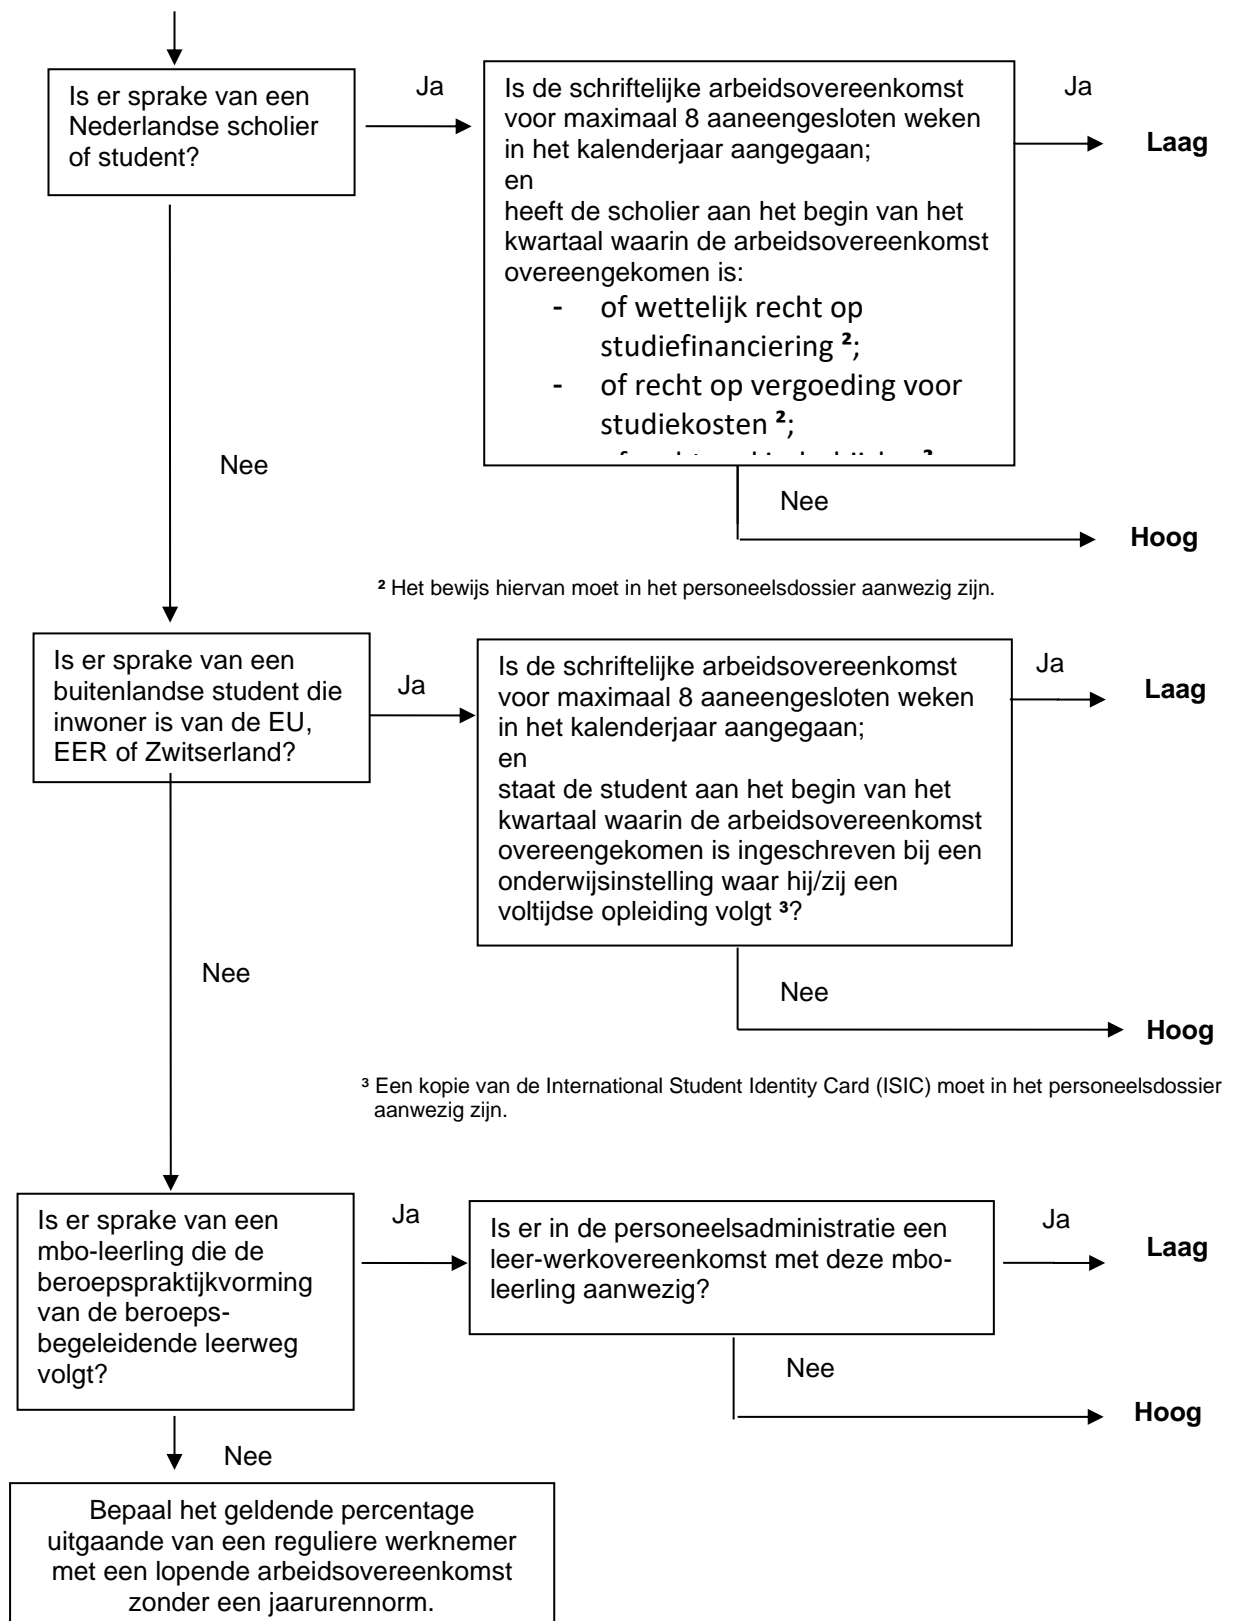 Is er sprake van een
Nederlandse scholier
of student?
Ja
Is de schriftelijke arbeidsovereenkomst
voor maximaal 8 aaneengesloten weken
in het kalenderjaar aangegaan;
en
heeft de scholier aan het begin van het
kwartaal waarin de arbeidsovereenkomst
overeengekomen is:
- of wettelijk recht op
studiefinanciering ²;
- of recht op vergoeding voor
studiekosten ²;
Ja
Laag
Nee
Nee
Hoog
² Het bewijs hiervan moet in het personeelsdossier aanwezig zijn.
Is er sprake van een
buitenlandse student die
inwoner is van de EU,
EER of Zwitserland?
Ja
Is de schriftelijke arbeidsovereenkomst
voor maximaal 8 aaneengesloten weken
in het kalenderjaar aangegaan;
en
staat de student aan het begin van het
kwartaal waarin de arbeidsovereenkomst
overeengekomen is ingeschreven bij een
onderwijsinstelling waar hij/zij een
voltijdse opleiding volgt ³?
Ja
Laag
Nee
Nee
Hoog
³ Een kopie van de International Student Identity Card (ISIC) moet in het personeelsdossier
aanwezig zijn.
Is er sprake van een
mbo-leerling die de
beroepspraktijkvorming
van de beroeps-
begeleidende leerweg
volgt?
Ja
Is er in de personeelsadministratie een
leer-werkovereenkomst met deze mbo-
leerling aanwezig?
Ja
Laag
Nee
Hoog
Nee
Bepaal het geldende percentage
uitgaande van een reguliere werknemer
met een lopende arbeidsovereenkomst
zonder een jaarurennorm.